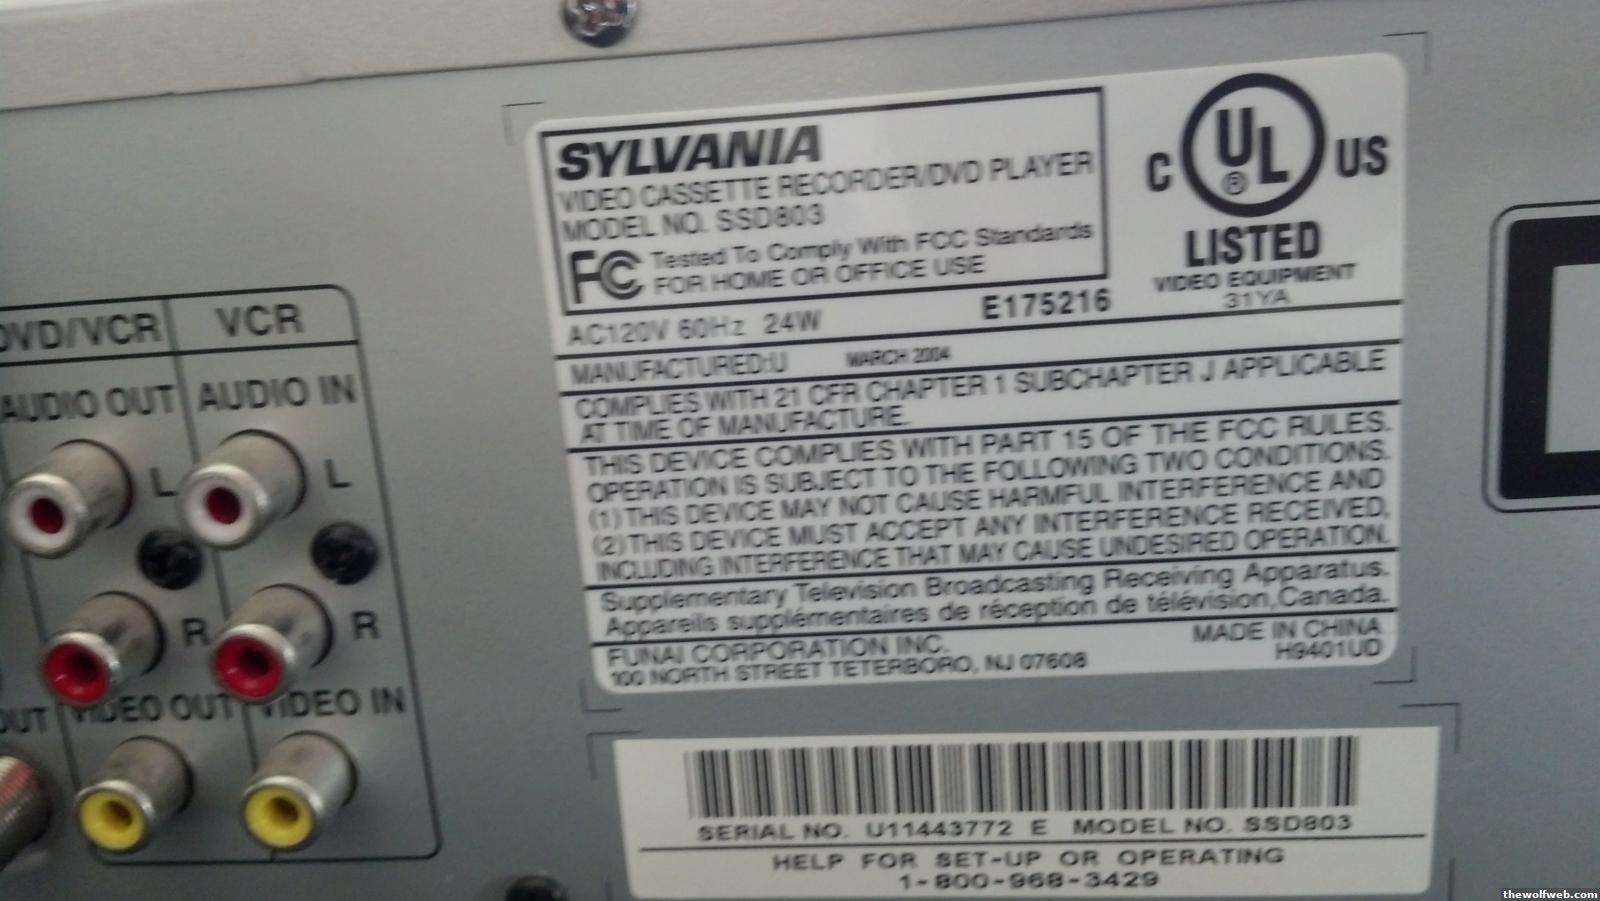 SYLVANIA
VIDEO CASSETTE RECORDER/DVD PLAYER
MODEL NO. SSD803
FC Tested To Comply With FCC Standards
FOR HOME OR OFFICE USE
C UL US
®
LISTED
VIDEO EQUIPMENT
31YA
AC120V 60Hz 24W E175216
MANUFACTURED:U MARCH 2004
COMPLIES WITH 21 CFR CHAPTER 1 SUBCHAPTER J APPLICABLE
AT TIME OF MANUFACTURE.
THIS DEVICE COMPLIES WITH PART 15 OF THE FCC RULES.
OPERATION IS SUBJECT TO THE FOLLOWING TWO CONDITIONS.
(1) THIS DEVICE MAY NOT CAUSE HARMFUL INTERFERENCE AND
(2) THIS DEVICE MUST ACCEPT ANY INTERFERENCE RECEIVED,
INCLUDING INTERFERENCE THAT MAY CAUSE UNDESIRED OPERATION.
Supplementary Television Broadcasting Receiving Apparatus.
Appareils supplémentaires de réception de télévision, Canada.
FUNAI CORPORATION INC.
100 NORTH STREET TETERBORO, NJ 07608
MADE IN CHINA
H9401UD
DVD/VCR VCR
AUDIO OUT AUDIO IN
L L
R R
OUT VIDEO OUT VIDEO IN
SERIAL NO. U11443772 E MODEL NO. SSD803
HELP FOR SET-UP OR OPERATING
1-800-968-3429
thewolfweb.com